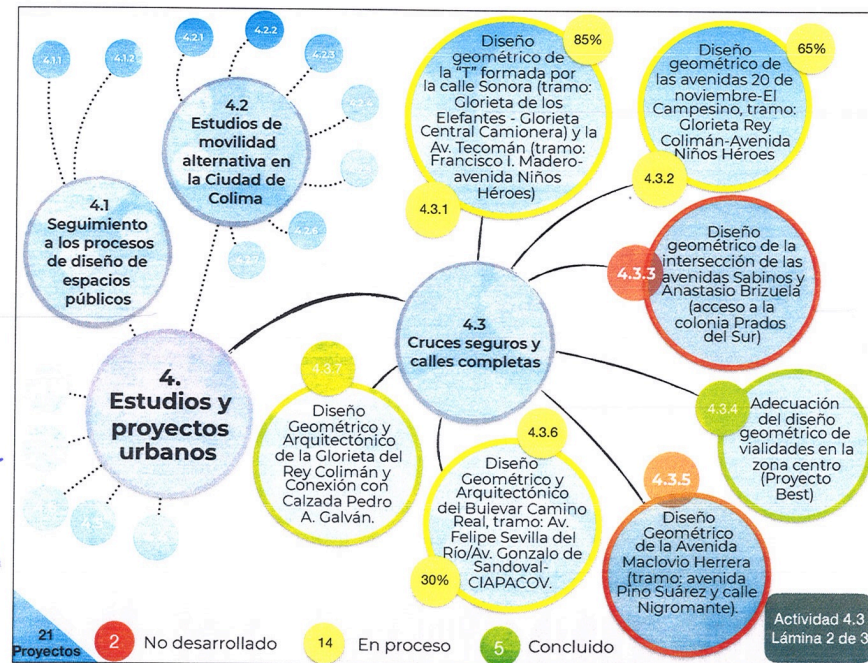 4.1.1
4.1.2
4.2.1
4.2.2
4.2.3
4.2.4
4.2.6
4.2.7
4.1
Seguimiento
a los procesos
de diseño de
espacios
públicos
4.2
Estudios de
movilidad
alternativa en
la Ciudad de
Colima
4.
Estudios y
proyectos
urbanos
4.3
Cruces seguros y
calles completas
85%
Diseño
geométrico de
la "T" formada por
la calle Sonora (tramo:
Glorieta de los
Elefantes - Glorieta
Central Camionera) y la
Av. Tecomán (tramo:
Francisco I. Madero-
avenida Niños
Héroes)
4.3.1
65%
Diseño
geométrico de
las avenidas 20 de
noviembre-El
Campesino, tramo:
Glorieta Rey
Colimán-Avenida
Niños Héroes
4.3.2
4.3.3
Diseño
geométrico de la
intersección de las
avenidas Sabinos y
Anastasio Brizuela
(acceso a la
colonia Prados
del Sur)
4.3.4
Adecuación
del diseño
geométrico de
vialidades en la
zona centro
(Proyecto
Best)
4.3.5
Diseño
Geométrico
de la Avenida
Maclovio Herrera
(tramo: avenida
Pino Suárez y calle
Nigromante).
4.3.6
Diseño
Geométrico y
Arquitectónico
del Bulevar Camino
Real, tramo: Av.
Felipe Sevilla del
Río/Av. Gonzalo de
Sandoval-
CIAPACOV.
30%
4.3.7
Diseño
Geométrico y
Arquitectónico
de la Glorieta del
Rey Colimán y
Conexión con
Calzada Pedro
A. Galván.
21
Proyectos
2 No desarrollado
14 En proceso
5 Concluido
Actividad 4.3
Lámina 2 de 3